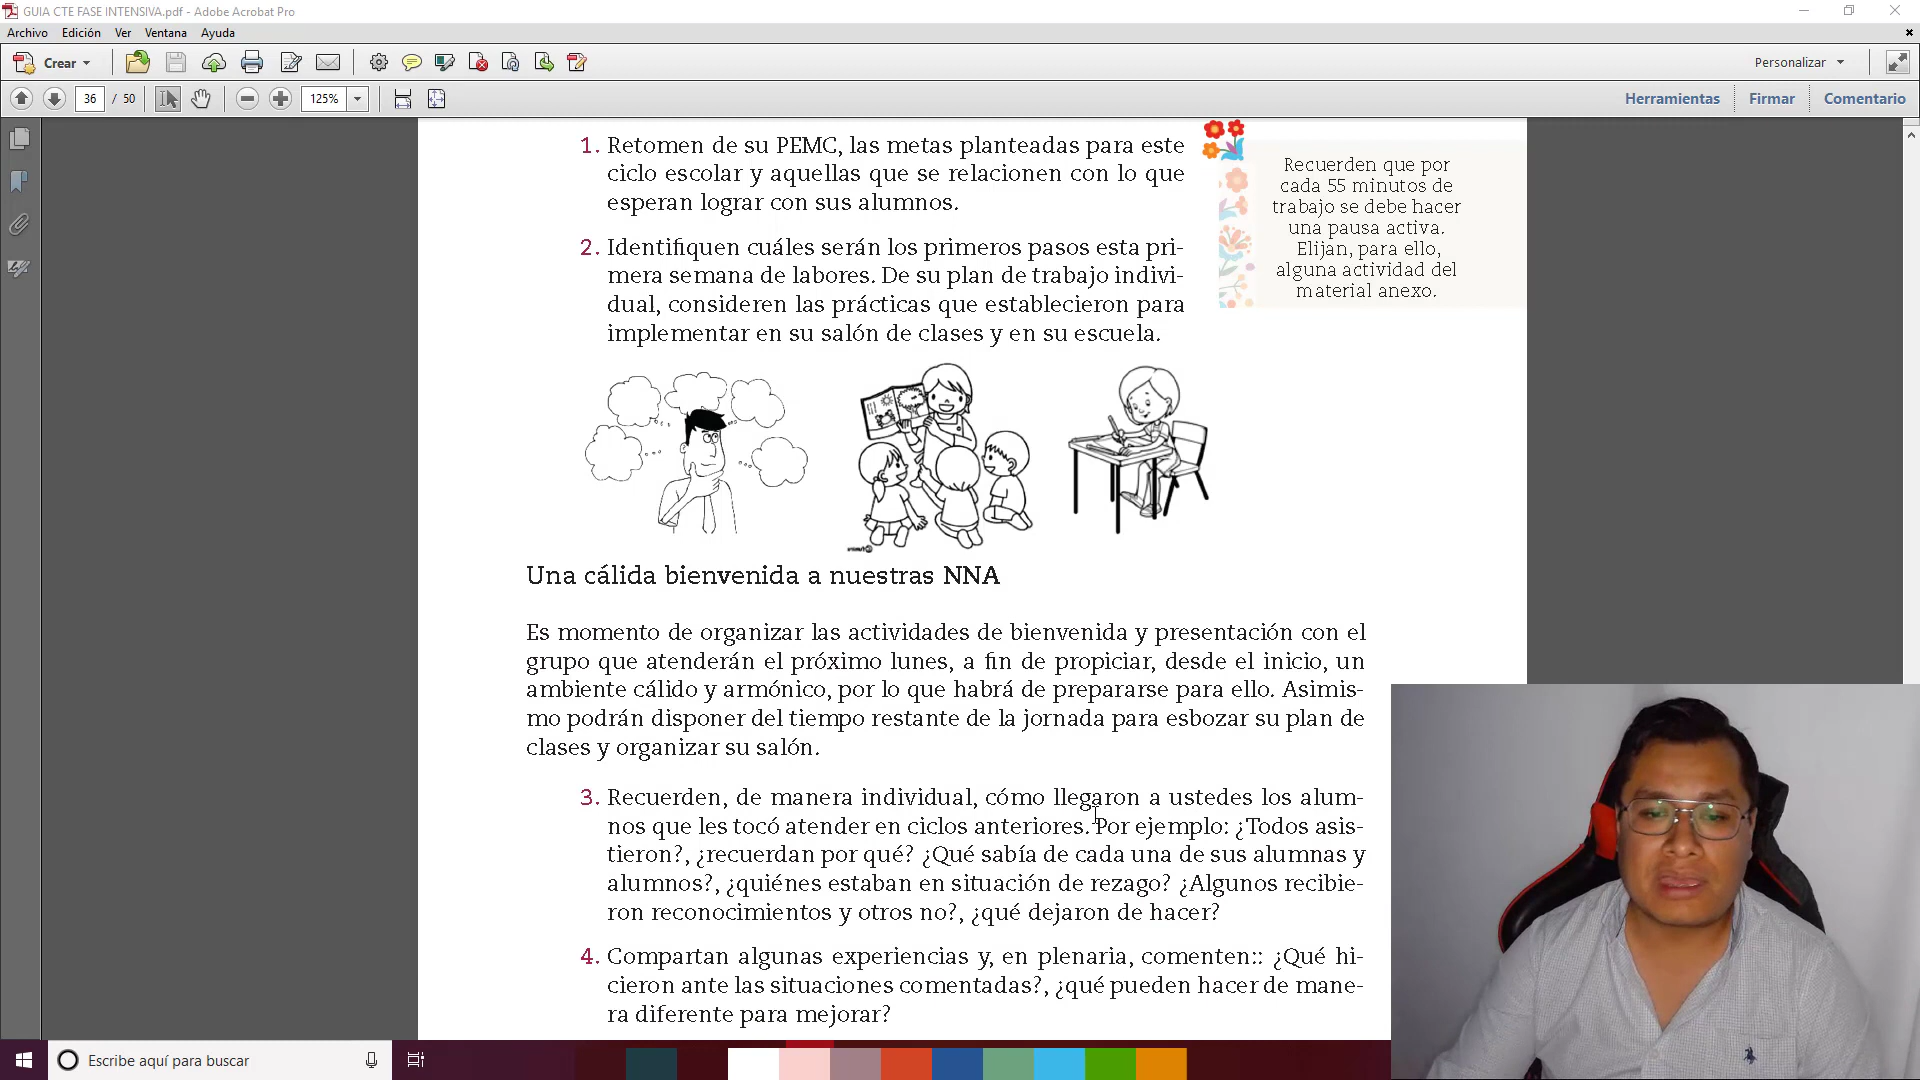 GUIA CTE FASE INTENSIVA.pdf - Adobe Acrobat Pro
Archivo Edición Ver Ventana Ayuda
Crear Personalizar
36 / 50 125% Herramientas Firmar Comentario
1. Retomen de su PEMC, las metas planteadas para este
ciclo escolar y aquellas que se relacionen con lo que
esperan lograr con sus alumnos.
2. Identifiquen cuáles serán los primeros pasos esta pri-
mera semana de labores. De su plan de trabajo indivi-
dual, consideren las prácticas que establecieron para
implementar en su salón de clases y en su escuela.
Recuerden que por
cada 55 minutos de
trabajo se debe hacer
una pausa activa.
Elijan, para ello,
alguna actividad del
material anexo.
Una cálida bienvenida a nuestras NNA
Es momento de organizar las actividades de bienvenida y presentación con el
grupo que atenderán el próximo lunes, a fin de propiciar, desde el inicio, un
ambiente cálido y armónico, por lo que habrá de prepararse para ello. Asimis-
mo podrán disponer del tiempo restante de la jornada para esbozar su plan de
clases y organizar su salón.
3. Recuerden, de manera individual, cómo llegaron a ustedes los alum-
nos que les tocó atender en ciclos anteriores. Por ejemplo: ¿Todos asis-
tieron?, ¿recuerdan por qué? ¿Qué sabía de cada una de sus alumnas y
alumnos?, ¿quiénes estaban en situación de rezago? ¿Algunos recibie-
ron reconocimientos y otros no?, ¿qué dejaron de hacer?
4. Compartan algunas experiencias y, en plenaria, comenten:: ¿Qué hi-
cieron ante las situaciones comentadas?, ¿qué pueden hacer de mane-
ra diferente para mejorar?
Escribe aquí para buscar